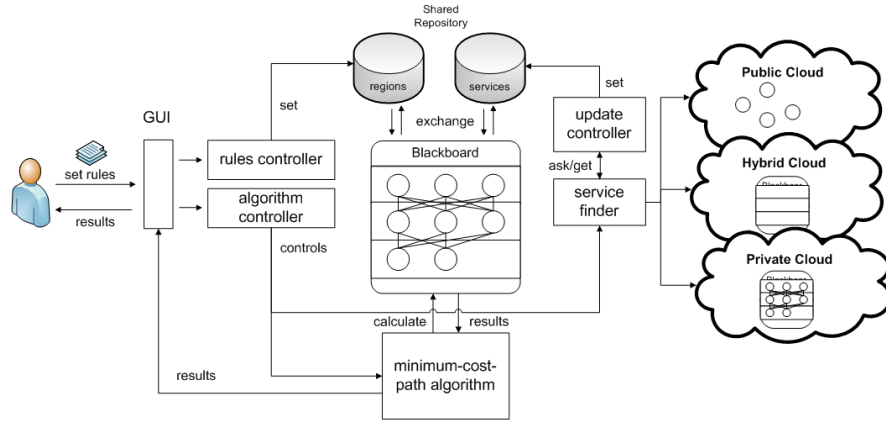 Shared
Repository
regions
services
GUI
set
exchange
set
Public Cloud
update
controller
set rules
rules controller
Blackboard
ask/get
Hybrid Cloud
results
algorithm
controller
service
finder
controls
Private Cloud
calculate
results
results
minimum-cost-
path algorithm